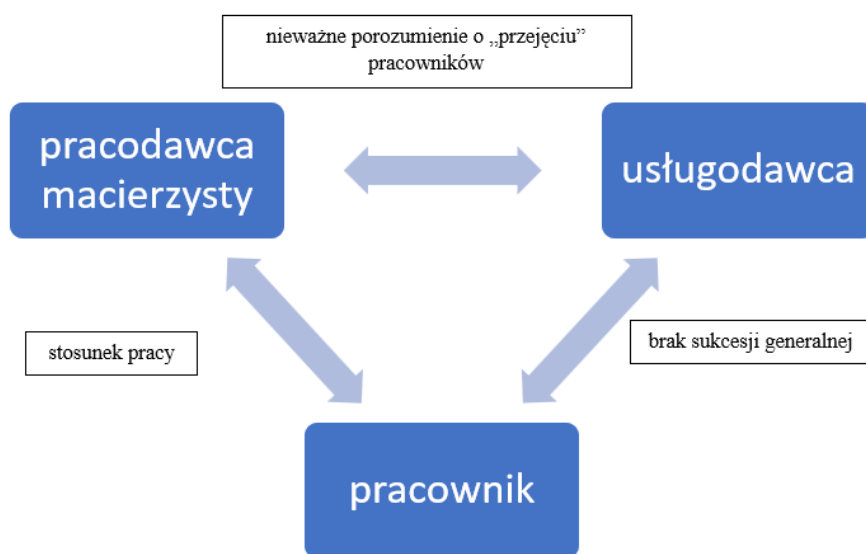 nieważne porozumienie o „przejęciu”
pracowników
pracodawca
macierzysty
usługodawca
stosunek pracy
brak sukcesji generalnej
pracownik